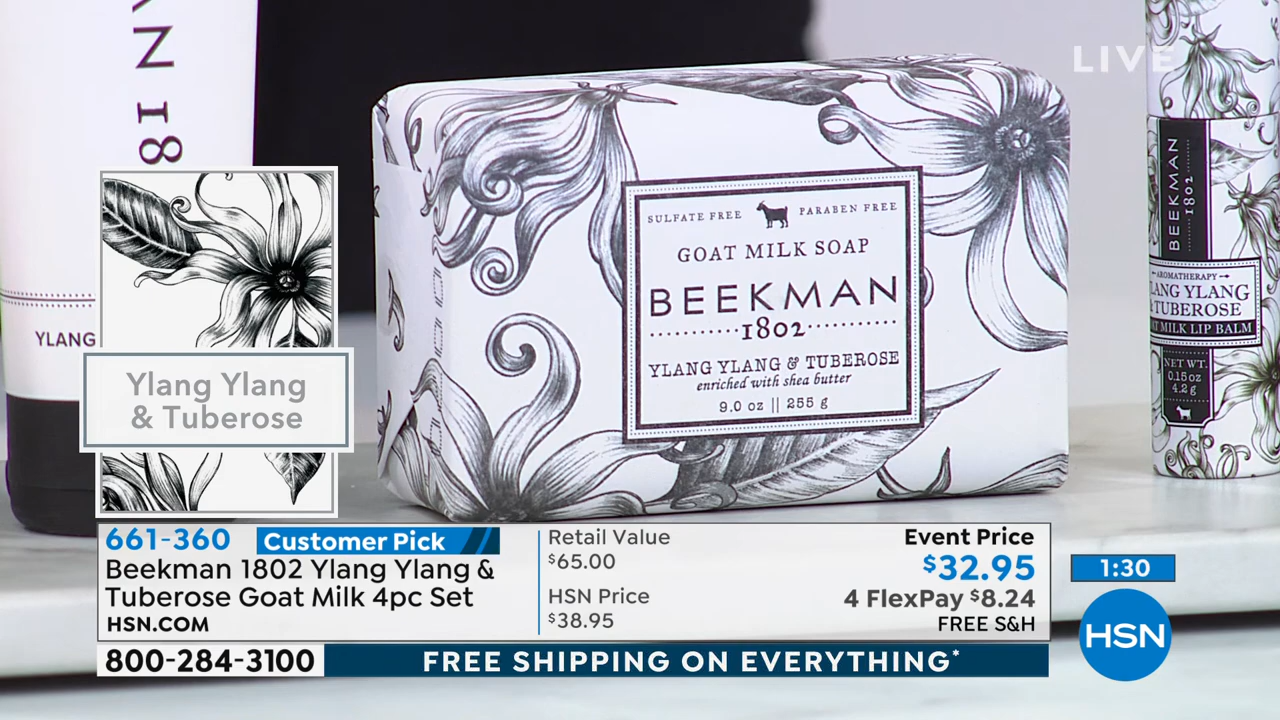 LIVE
N 18
YLANG
Ylang Ylang
& Tuberose
SULFATE FREE PARABEN FREE
GOAT MILK SOAP
BEEKMAN
1802
YLANG YLANG & TUBEROSE
enriched with shea butter
9.0 oz || 255 g
BEEKMAN
1802
AROMATHERAPY
YLANG
TUBEROSE
MILK LIP BALM
NET WT.
0.15 oz
4.2 g
661-360 Customer Pick
Beekman 1802 Ylang Ylang &
Tuberose Goat Milk 4pc Set
HSN.COM
Retail Value
$65.00
HSN Price
$38.95
Event Price
$32.95
4 FlexPay $8.24
FREE S&H
1:30
HSN
800-284-3100 FREE SHIPPING ON EVERYTHING*